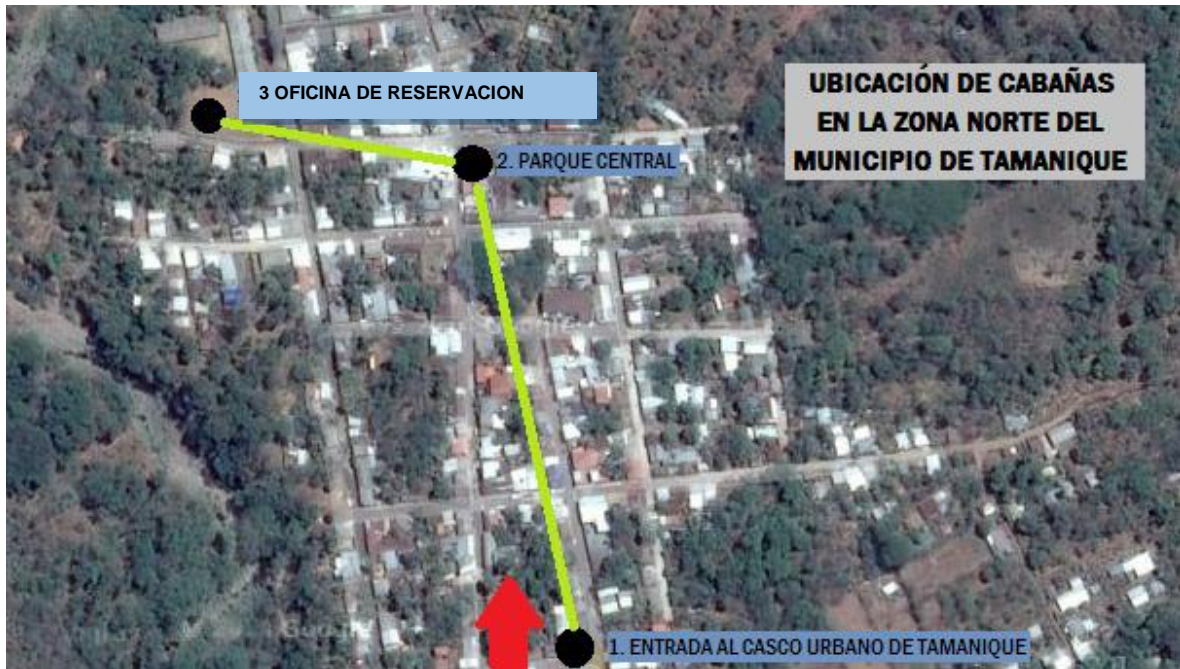 3 OFICINA DE RESERVACION
UBICACIÓN DE CABAÑAS
EN LA ZONA NORTE DEL
MUNICIPIO DE TAMANIQUE
2. PARQUE CENTRAL
1. ENTRADA AL CASCO URBANO DE TAMANIQUE